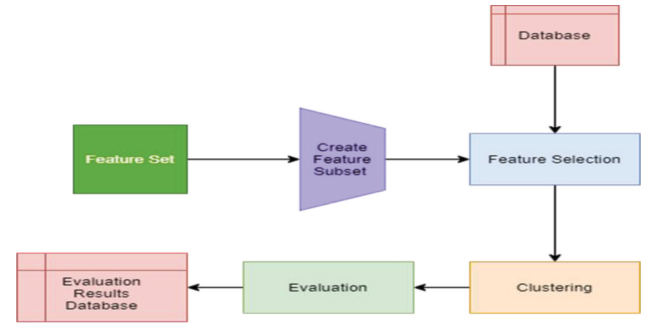 Database
Feature Set
Create
Feature
Subset
Feature Selection
Evaluation
Results
Database
Evaluation
Clustering